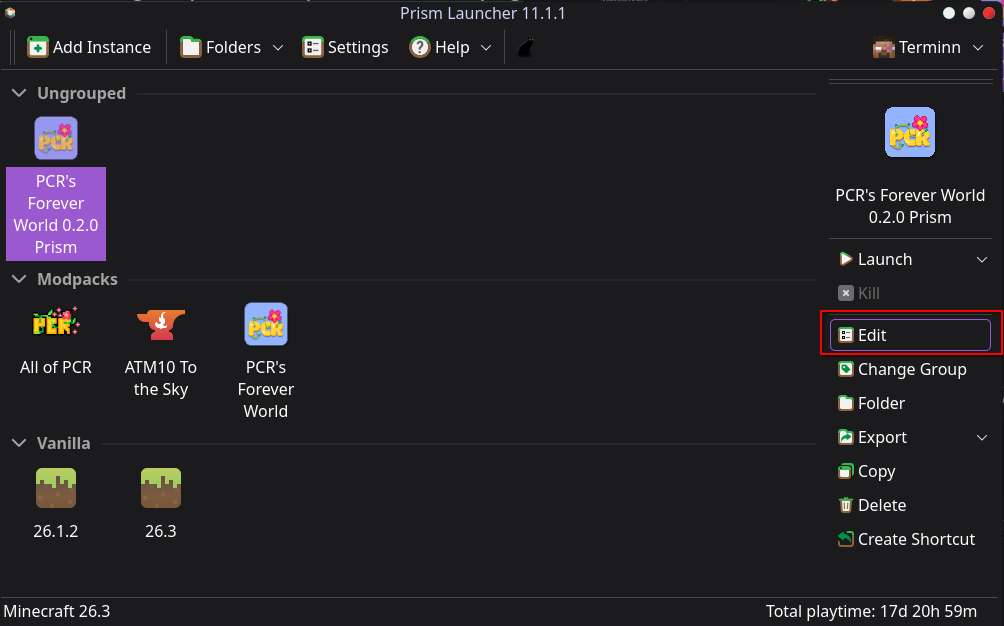 Prism Launcher 11.1.1
Add Instance Folders Settings Help Terminn
Ungrouped
PCR
PCR's
Forever
World 0.2.0
Prism
Modpacks
PCR
All of PCR
ATM10 To
the Sky
PCR
PCR's
Forever
World
Vanilla
26.1.2
26.3
PCR
PCR's Forever World
0.2.0 Prism
Launch
Kill
Edit
Change Group
Folder
Export
Copy
Delete
Create Shortcut
Minecraft 26.3
Total playtime: 17d 20h 59m